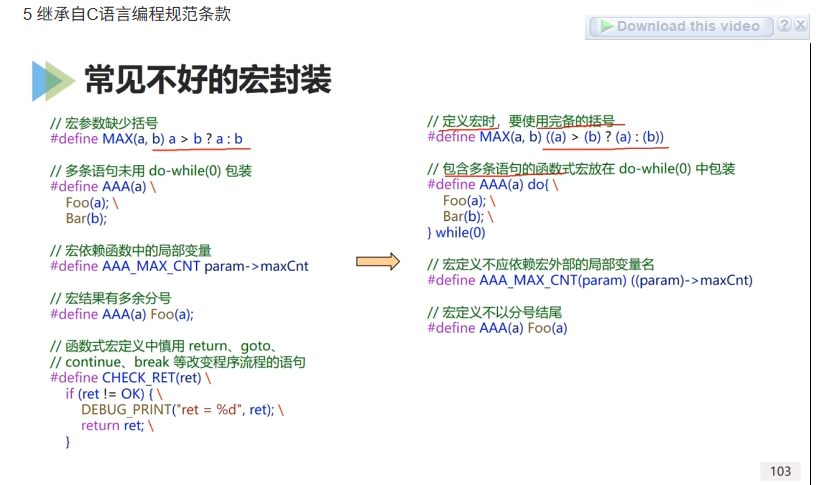 5 继承自C语言编程规范条款
Download this video ? X
常见不好的宏封装
// 宏参数缺少括号
#define MAX(a, b) a > b ? a : b
// 多条语句未用 do-while(0) 包装
#define AAA(a) \
Foo(a); \
Bar(b);
// 宏依赖函数中的局部变量
#define AAA_MAX_CNT param->maxCnt
// 宏结果有多余分号
#define AAA(a) Foo(a);
// 函数式宏定义中慎用 return、goto、
// continue、break 等改变程序流程的语句
#define CHECK_RET(ret) \
if (ret != OK) { \
DEBUG_PRINT("ret = %d", ret); \
return ret; \
}
// 定义宏时，要使用完备的括号
#define MAX(a, b) ((a) > (b) ? (a) : (b))
// 包含多条语句的函数式宏放在 do-while(0) 中包装
#define AAA(a) do{ \
Foo(a); \
Bar(b); \
} while(0)
// 宏定义不应依赖宏外部的局部变量名
#define AAA_MAX_CNT(param) ((param)->maxCnt)
// 宏定义不以分号结尾
#define AAA(a) Foo(a)
103